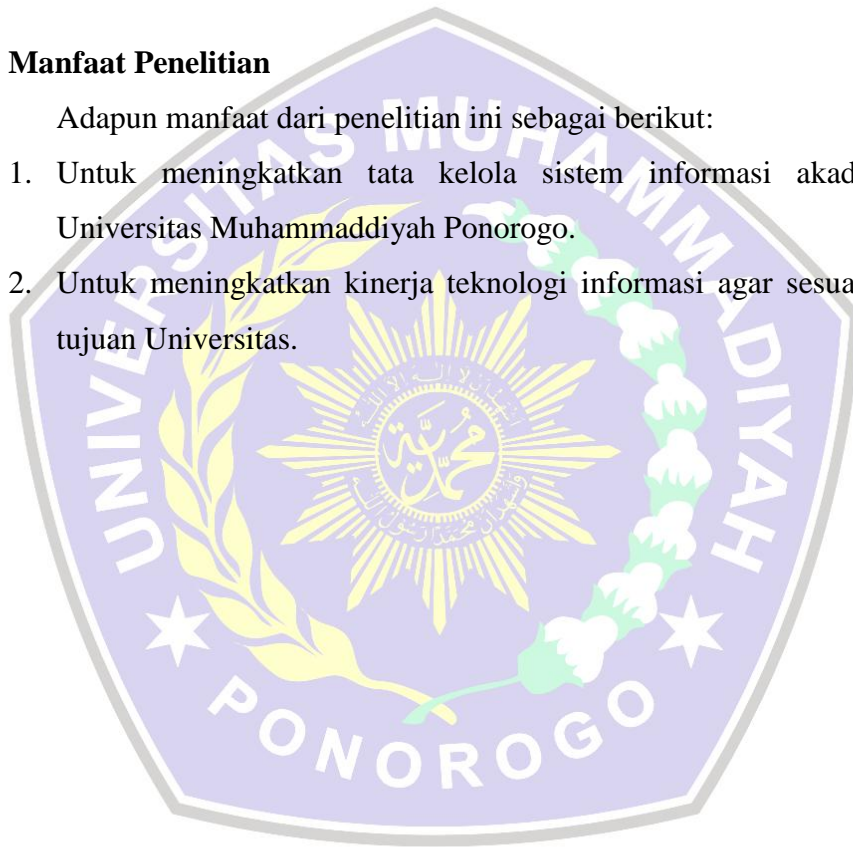 Manfaat Penelitian
Adapun manfaat dari penelitian ini sebagai berikut:
1. Untuk meningkatkan tata kelola sistem informasi akad
Universitas Muhammaddiyah Ponorogo.
2. Untuk meningkatkan kinerja teknologi informasi agar sesua
tujuan Universitas.
UNIVERSITAS MUHAMMADIYAH
PONOROGO
محمدية